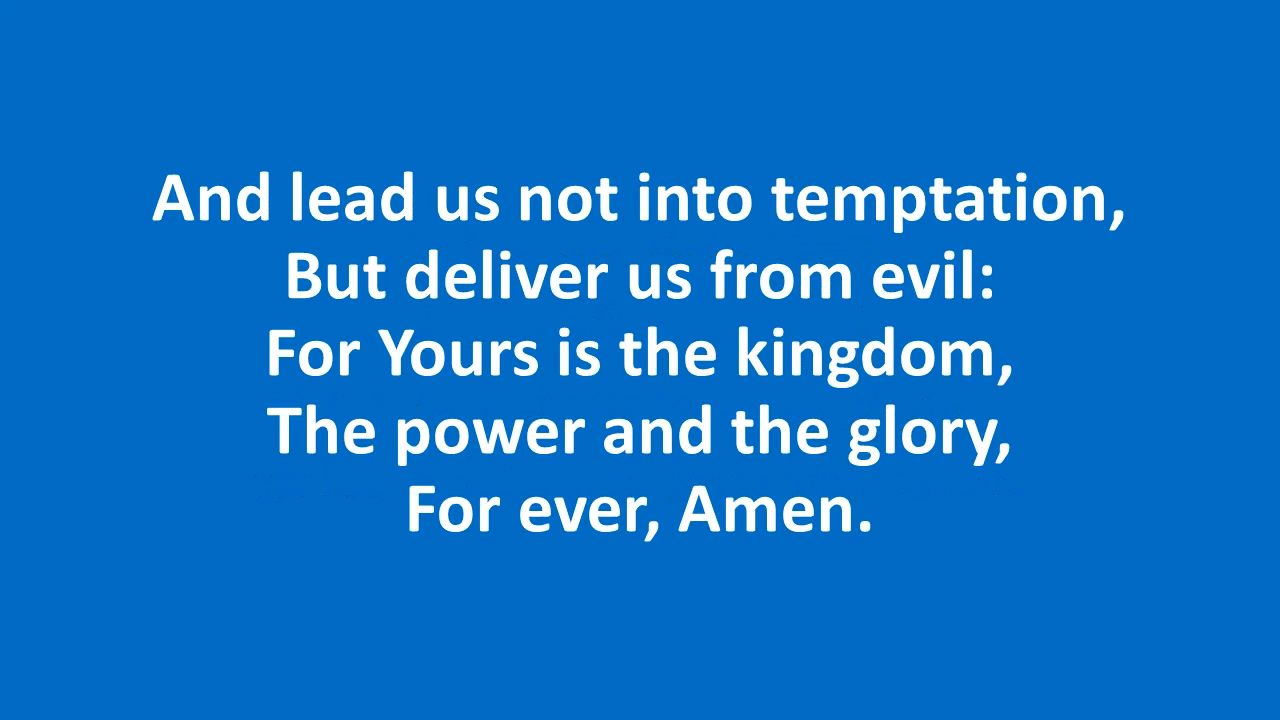 And lead us not into temptation,
But deliver us from evil:
For Yours is the kingdom,
The power and the glory,
For ever, Amen.